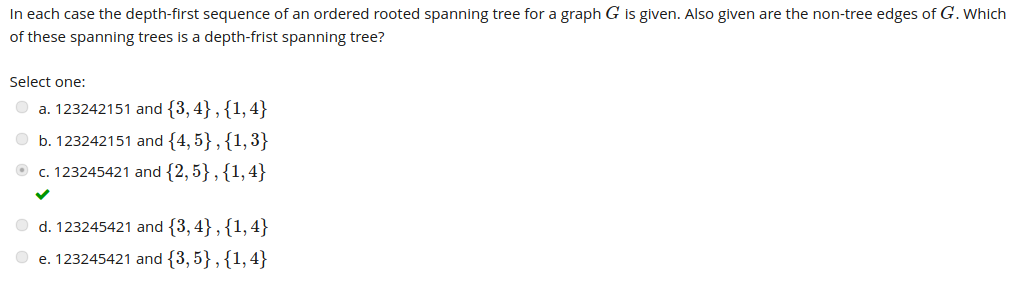 In each case the depth-first sequence of an ordered rooted spanning tree for a graph G is given. Also given are the non-tree edges of G. Which
of these spanning trees is a depth-frist spanning tree?
Select one:
a. 123242151 and {3, 4} , {1, 4}
b. 123242151 and {4, 5} , {1, 3}
c. 123245421 and {2, 5} , {1, 4}
d. 123245421 and {3, 4} , {1, 4}
e. 123245421 and {3, 5} , {1, 4}